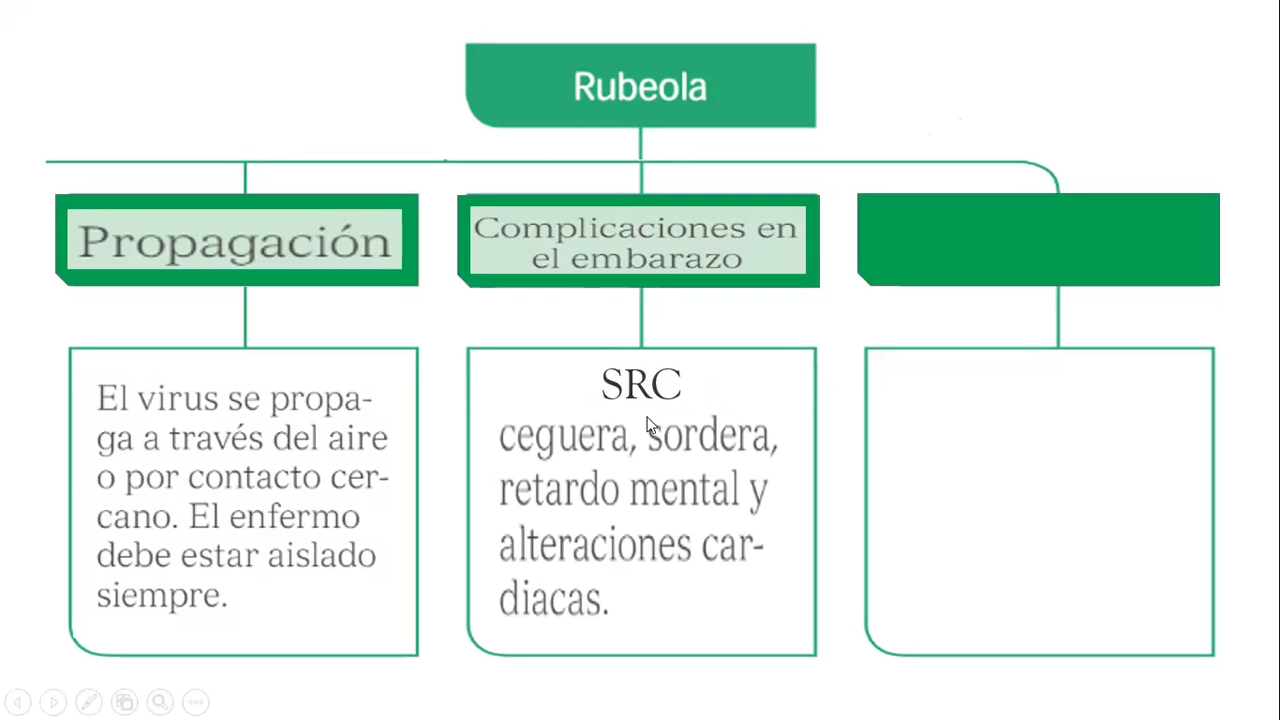 Rubeola
Propagación
El virus se propa-
ga a través del aire
o por contacto cer-
cano. El enfermo
debe estar aislado
siempre.
Complicaciones en
el embarazo
SRC
ceguera, sordera,
retardo mental y
alteraciones car-
diacas.